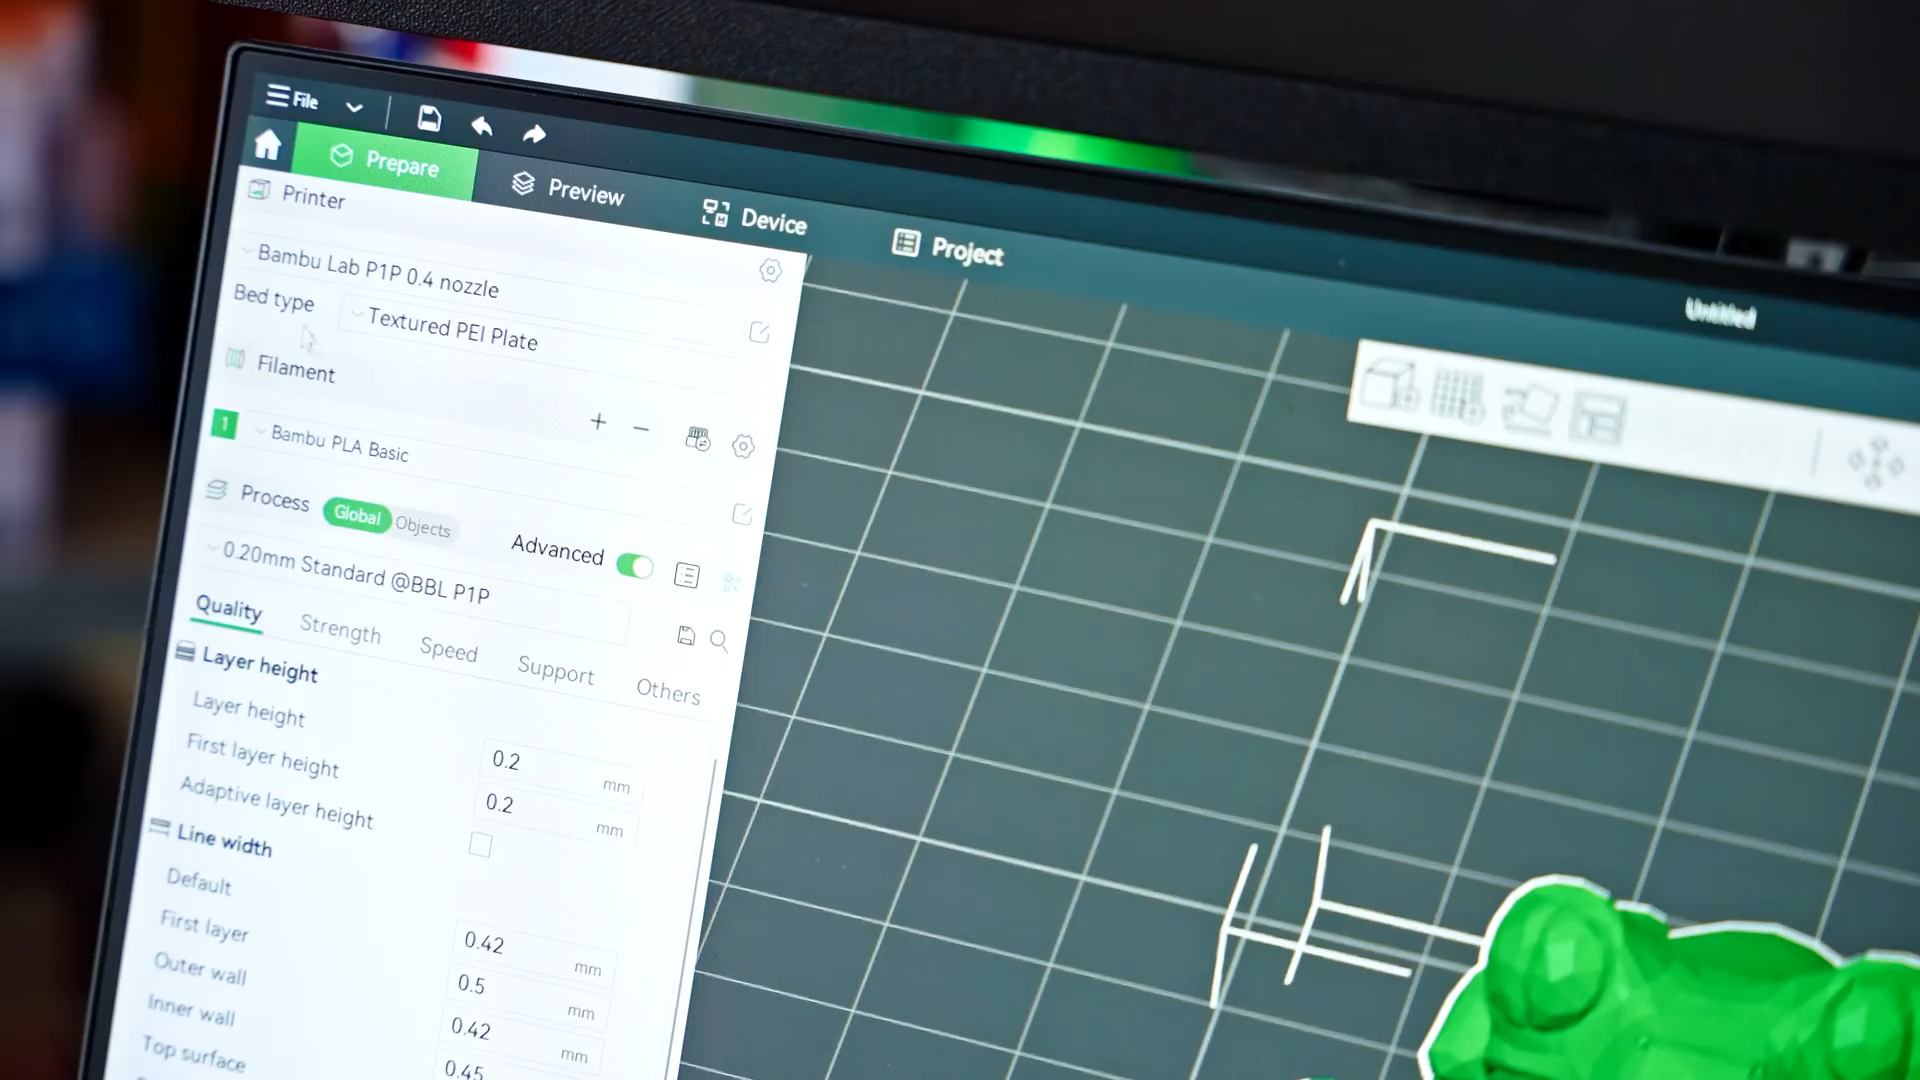 File
Prepare
Preview
Device
Project
Untitled
Printer
Bambu Lab P1P 0.4 nozzle
Bed type
Textured PEI Plate
Filament
1
Bambu PLA Basic
Process
Global
Objects
Advanced
0.20mm Standard @BBL P1P
Quality
Strength
Speed
Support
Others
Layer height
Layer height
0.2 mm
First layer height
0.2 mm
Adaptive layer height
Line width
Default
0.42 mm
First layer
0.5 mm
Outer wall
0.42 mm
Inner wall
0.45
Top surface